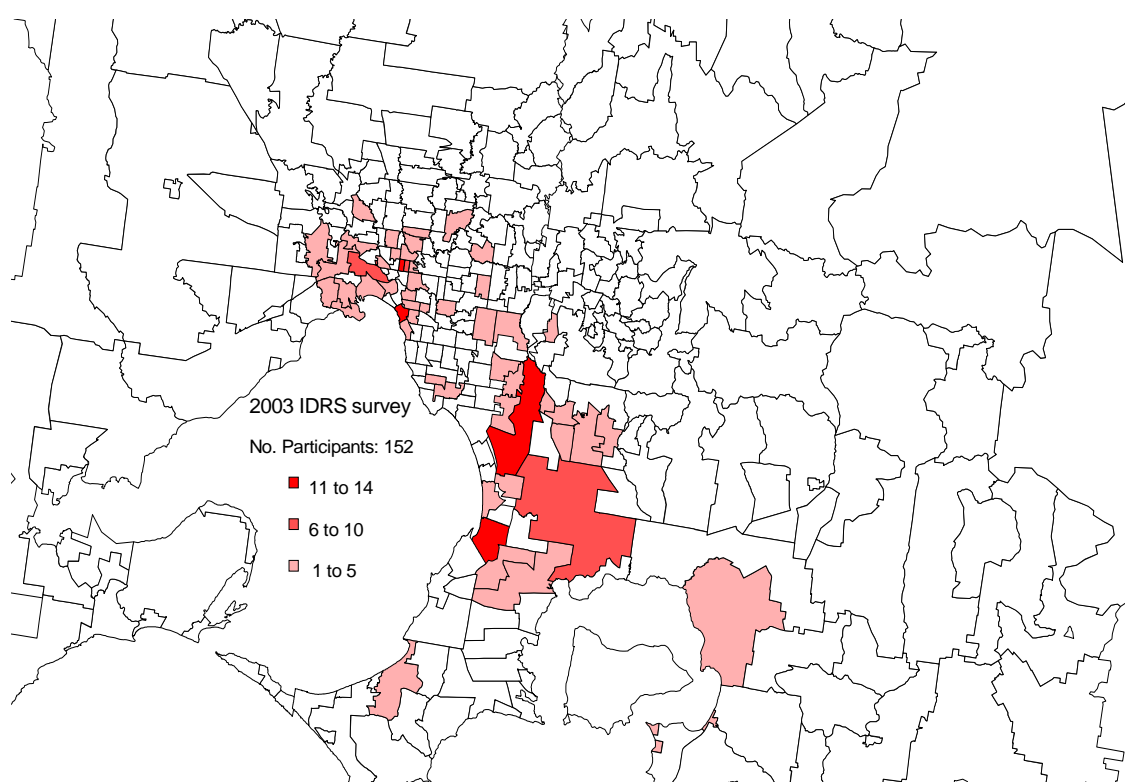 2003 IDRS survey
No. Participants: 152
11 to 14
6 to 10
1 to 5